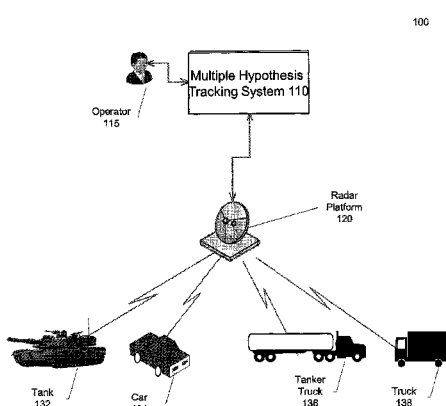 100
Multiple Hypothesis
Tracking System 110
Operator
115
Radar
Platform
120
Tank
132
Car
Tanker
Truck
136
Truck
138